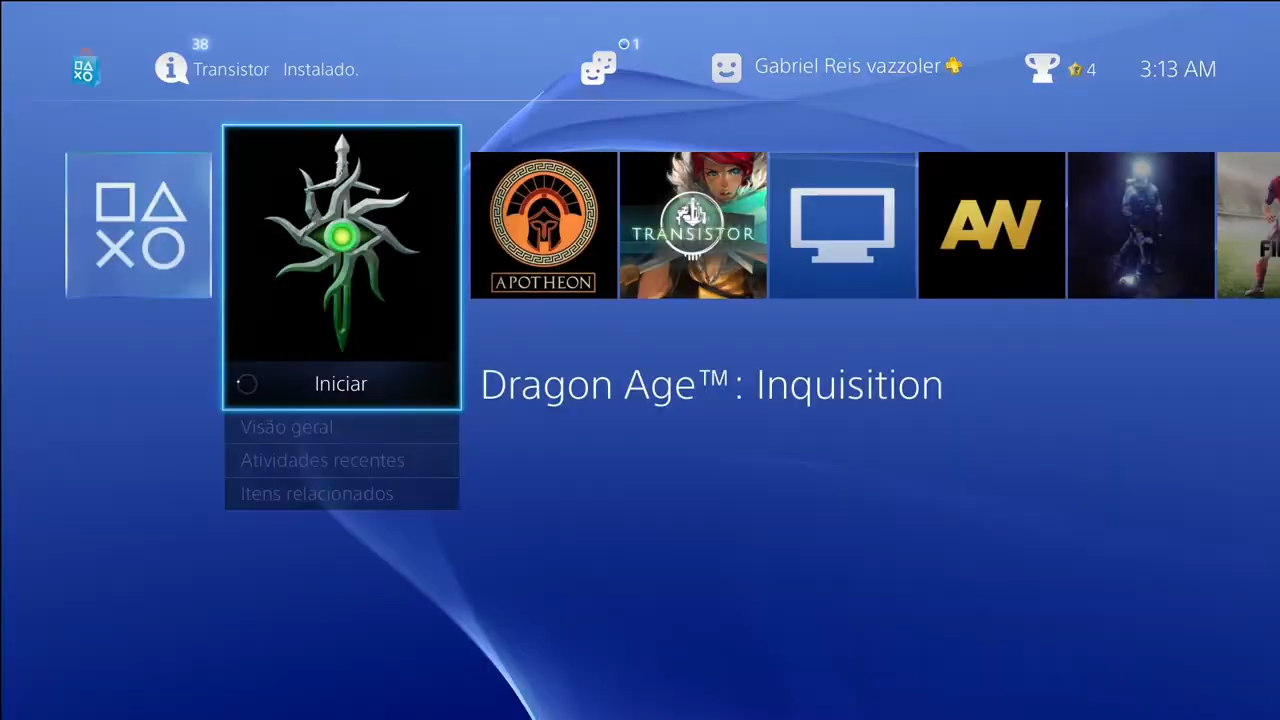 38
Transistor Instalado.
1
Gabriel Reis vazzoler
4
3:13 AM
APOTHEON
TRANSISTOR
AW
Iniciar
Dragon Age™: Inquisition
Visão geral
Atividades recentes
Itens relacionados